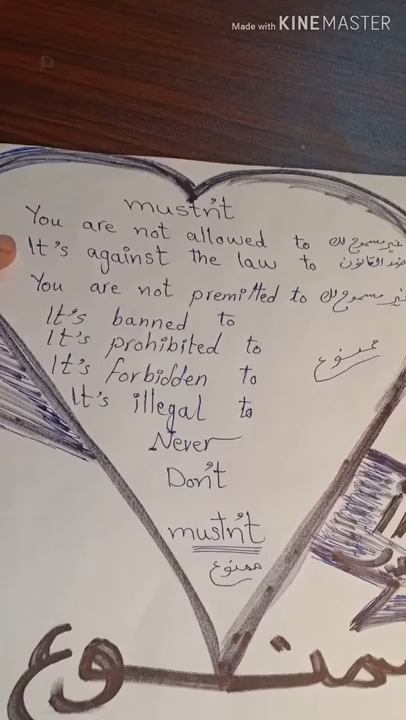 Made with KINEMASTER
mustn't
You are not allowed to غير مسموح لك
It's against the law to ضد القانون
You are not premitted to غير مسموح لك
It's banned to
It's prohibited to
ممنوع
It's forbidden to
It's illegal to
Never
Don't
mustn't
ممنوع
ممنوع